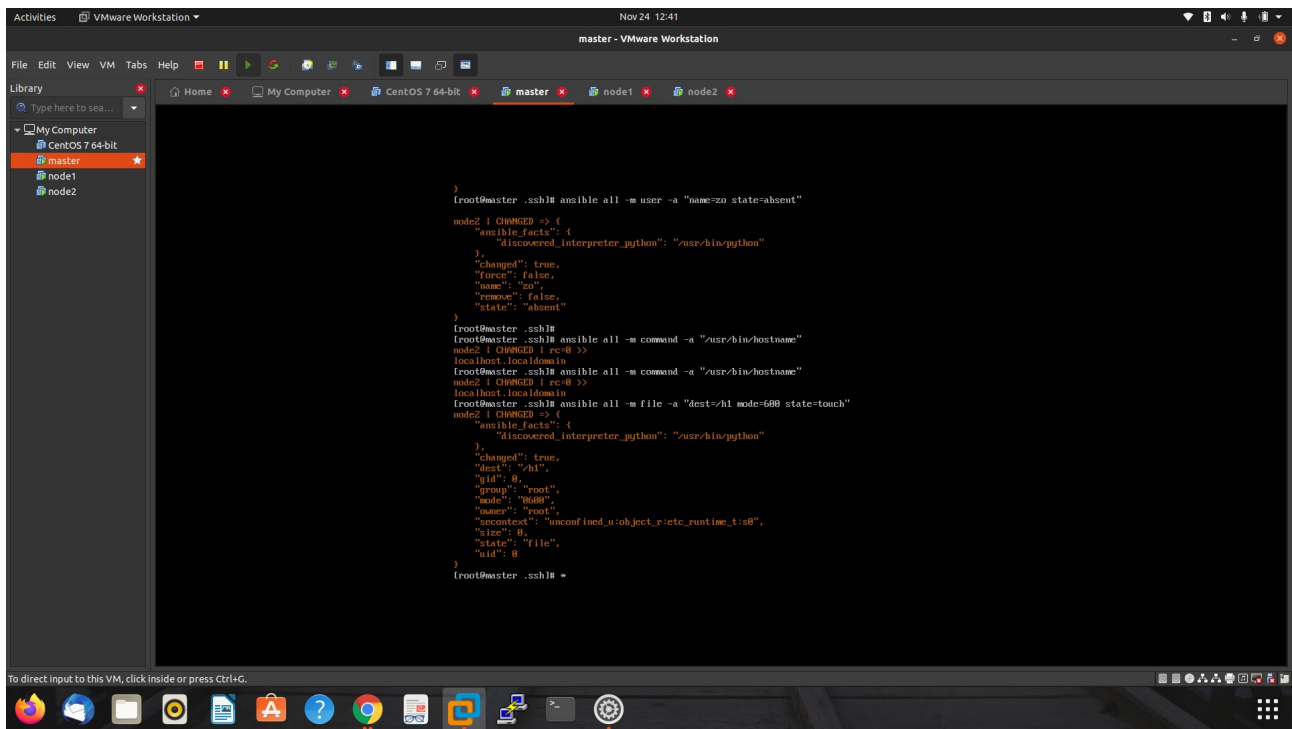 Activities VMware Workstation Nov 24 12:41
master - VMware Workstation
File Edit View VM Tabs Help
Library
Home My Computer CentOS 7 64-bit master node1 node2
Type here to sea...
My Computer
CentOS 7 64-bit
master
node1
node2
}
[root@master .ssh]# ansible all -m user -a "name=zo state=absent"
node2 | CHANGED => {
"ansible_facts": {
"discovered_interpreter_python": "/usr/bin/python"
},
"changed": true,
"force": false,
"name": "zo",
"remove": false,
"state": "absent"
}
[root@master .ssh]#
[root@master .ssh]# ansible all -m command -a "/usr/bin/hostname"
node2 | CHANGED | rc=0 >>
localhost.localdomain
[root@master .ssh]# ansible all -m command -a "/usr/bin/hostname"
node2 | CHANGED | rc=0 >>
localhost.localdomain
[root@master .ssh]# ansible all -m file -a "dest=/h1 mode=600 state=touch"
node2 | CHANGED => {
"ansible_facts": {
"discovered_interpreter_python": "/usr/bin/python"
},
"changed": true,
"dest": "/h1",
"gid": 0,
"group": "root",
"mode": "0600",
"owner": "root",
"secontext": "unconfined_u:object_r:etc_runtime_t:s0",
"size": 0,
"state": "file",
"uid": 0
}
[root@master .ssh]# *
To direct input to this VM, click inside or press Ctrl+G.